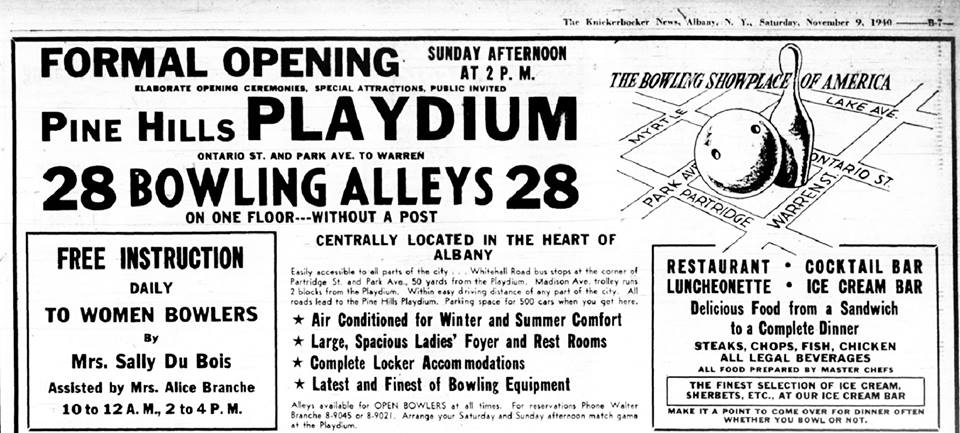 The Knickerbocker News, Albany, N. Y., Saturday, November 9, 1940 B-7
FORMAL OPENING
SUNDAY AFTERNOON
AT 2 P. M.
ELABORATE OPENING CEREMONIES, SPECIAL ATTRACTIONS, PUBLIC INVITED
PINE HILLS PLAYDIUM
ONTARIO ST. AND PARK AVE. TO WARREN
28 BOWLING ALLEYS 28
ON ONE FLOOR---WITHOUT A POST
THE BOWLING SHOWPLACE OF AMERICA
LAKE AVE.
MYRTLE
ONTARIO ST.
PARK AVE
PARTRIDGE
WARREN ST.
FREE INSTRUCTION
DAILY
TO WOMEN BOWLERS
By
Mrs. Sally Du Bois
Assisted by Mrs. Alice Branche
10 to 12 A. M., 2 to 4 P. M.
CENTRALLY LOCATED IN THE HEART OF
ALBANY
Easily accessible to all parts of the city . . . Whitehall Road bus stops at the corner of
Partridge St. and Park Ave., 50 yards from the Playdium. Madison Ave. trolley runs
2 blocks from the Playdium. Within easy driving distance of any part of the city. All
roads lead to the Pine Hills Playdium. Parking space for 500 cars when you get here.
★ Air Conditioned for Winter and Summer Comfort
★ Large, Spacious Ladies' Foyer and Rest Rooms
★ Complete Locker Accommodations
★ Latest and Finest of Bowling Equipment
Alleys available for OPEN BOWLERS at all times. For reservations Phone Walter
Branche 8-9045 or 8-9021. Arrange your Saturday and Sunday afternoon match game
at the Playdium.
RESTAURANT • COCKTAIL BAR
LUNCHEONETTE • ICE CREAM BAR
Delicious Food from a Sandwich
to a Complete Dinner
STEAKS, CHOPS, FISH, CHICKEN
ALL LEGAL BEVERAGES
ALL FOOD PREPARED BY MASTER CHEFS
THE FINEST SELECTION OF ICE CREAM,
SHERBETS, ETC., AT OUR ICE CREAM BAR
MAKE IT A POINT TO COME OVER FOR DINNER OFTEN
WHETHER YOU BOWL OR NOT.